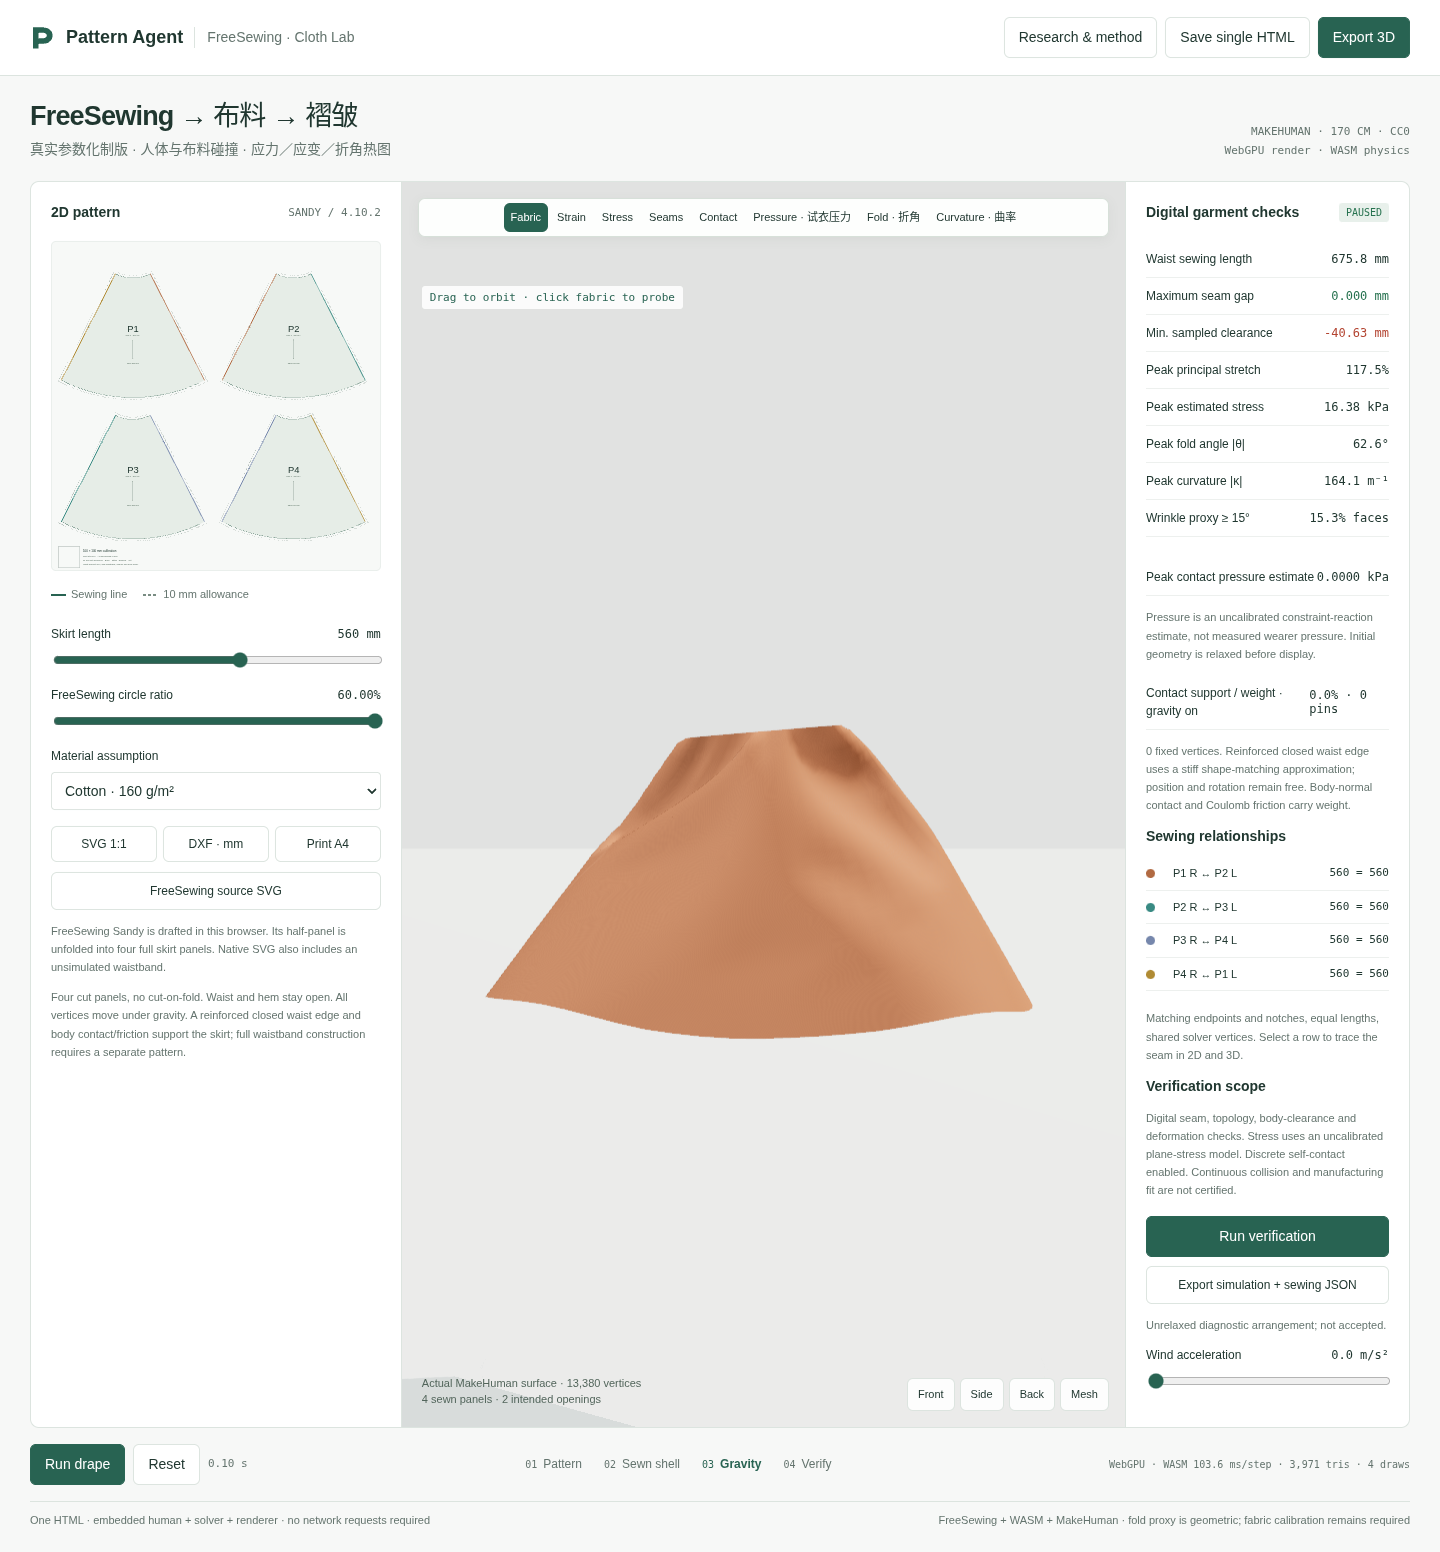 Pattern Agent
FreeSewing · Cloth Lab
Research & method
Save single HTML
Export 3D
FreeSewing → 布料 → 褶皱
真实参数化制版 · 人体与布料碰撞 · 应力／应变／折角热图
MAKEHUMAN · 170 CM · CC0
WebGPU render · WASM physics
2D pattern
SANDY / 4.10.2
P1
P2
P3
P4
Sewing line
10 mm allowance
Skirt length
560 mm
FreeSewing circle ratio
60.00%
Material assumption
Cotton · 160 g/m²
SVG 1:1
DXF · mm
Print A4
FreeSewing source SVG
FreeSewing Sandy is drafted in this browser. Its half-panel is
unfolded into four full skirt panels. Native SVG also includes an
unsimulated waistband.
Four cut panels, no cut-on-fold. Waist and hem stay open. All
vertices move under gravity. A reinforced closed waist edge and
body contact/friction support the skirt; full waistband construction
requires a separate pattern.
Fabric
Strain
Stress
Seams
Contact
Pressure · 试衣压力
Fold · 折角
Curvature · 曲率
Drag to orbit · click fabric to probe
Actual MakeHuman surface · 13,380 vertices
4 sewn panels · 2 intended openings
Front
Side
Back
Mesh
Digital garment checks
PAUSED
Waist sewing length
675.8 mm
Maximum seam gap
0.000 mm
Min. sampled clearance
-40.63 mm
Peak principal stretch
117.5%
Peak estimated stress
16.38 kPa
Peak fold angle |θ|
62.6°
Peak curvature |κ|
164.1 m⁻¹
Wrinkle proxy ≥ 15°
15.3% faces
Peak contact pressure estimate
0.0000 kPa
Pressure is an uncalibrated constraint-reaction
estimate, not measured wearer pressure. Initial
geometry is relaxed before display.
Contact support / weight ·
gravity on
0.0% · 0
pins
0 fixed vertices. Reinforced closed waist edge
uses a stiff shape-matching approximation;
position and rotation remain free. Body-normal
contact and Coulomb friction carry weight.
Sewing relationships
P1 R ↔ P2 L
560 = 560
P2 R ↔ P3 L
560 = 560
P3 R ↔ P4 L
560 = 560
P4 R ↔ P1 L
560 = 560
Matching endpoints and notches, equal lengths,
shared solver vertices. Select a row to trace the
seam in 2D and 3D.
Verification scope
Digital seam, topology, body-clearance and
deformation checks. Stress uses an uncalibrated
plane-stress model. Discrete self-contact
enabled. Continuous collision and manufacturing
fit are not certified.
Run verification
Export simulation + sewing JSON
Unrelaxed diagnostic arrangement; not accepted.
Wind acceleration
0.0 m/s²
Run drape
Reset
0.10 s
01 Pattern
02 Sewn shell
03 Gravity
04 Verify
WebGPU · WASM 103.6 ms/step · 3,971 tris · 4 draws
One HTML · embedded human + solver + renderer · no network requests required
FreeSewing + WASM + MakeHuman · fold proxy is geometric; fabric calibration remains required